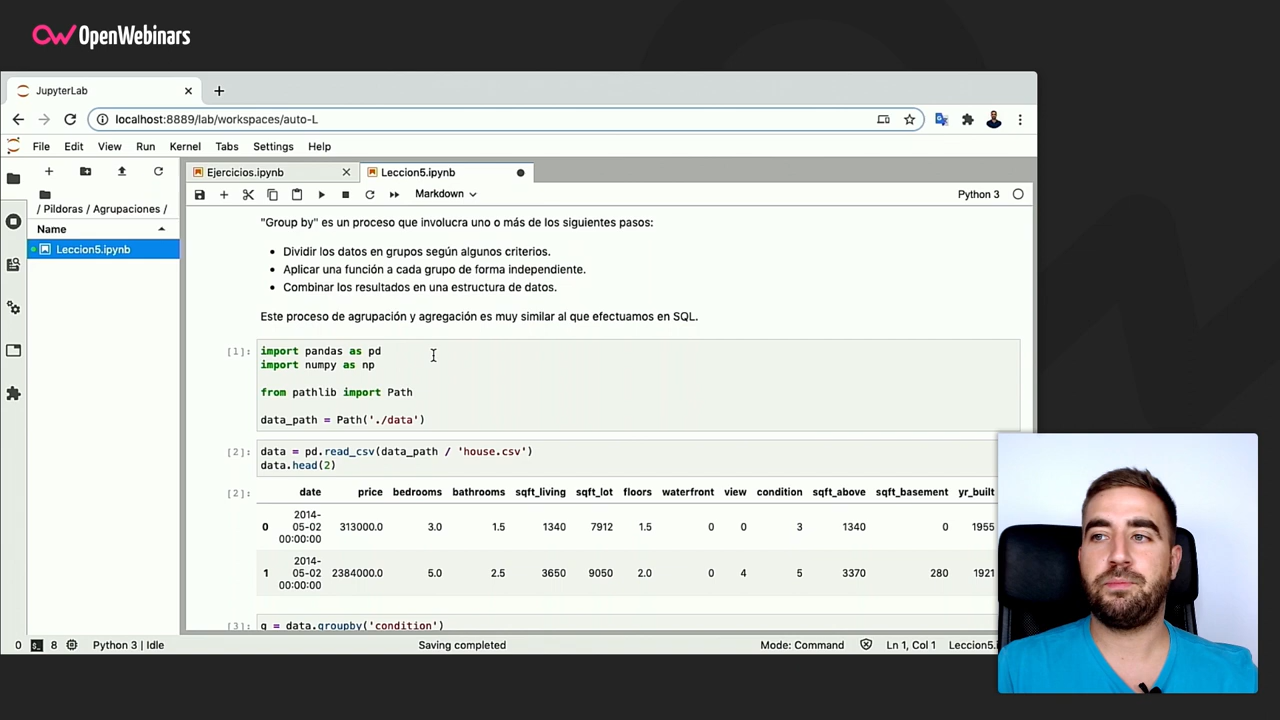 OpenWebinars
JupyterLab
localhost:8889/lab/workspaces/auto-L
File Edit View Run Kernel Tabs Settings Help
Ejercicios.ipynb
Leccion5.ipynb
Markdown
Python 3
/ Pildoras / Agrupaciones /
Name
Leccion5.ipynb
"Group by" es un proceso que involucra uno o más de los siguientes pasos:
• Dividir los datos en grupos según algunos criterios.
• Aplicar una función a cada grupo de forma independiente.
• Combinar los resultados en una estructura de datos.
Este proceso de agrupación y agregación es muy similar al que efectuamos en SQL.
[1]: import pandas as pd
import numpy as np
from pathlib import Path
data_path = Path('./data')
[2]: data = pd.read_csv(data_path / 'house.csv')
data.head(2)
[2]: date price bedrooms bathrooms sqft_living sqft_lot floors waterfront view condition sqft_above sqft_basement yr_built
0 2014-05-02 00:00:00 313000.0 3.0 1.5 1340 7912 1.5 0 0 3 1340 0 1955
1 2014-05-02 00:00:00 2384000.0 5.0 2.5 3650 9050 2.0 0 4 5 3370 280 1921
[3]: g = data.groupby('condition')
0 8 Python 3 | Idle Saving completed Mode: Command Ln 1, Col 1 Leccion5.